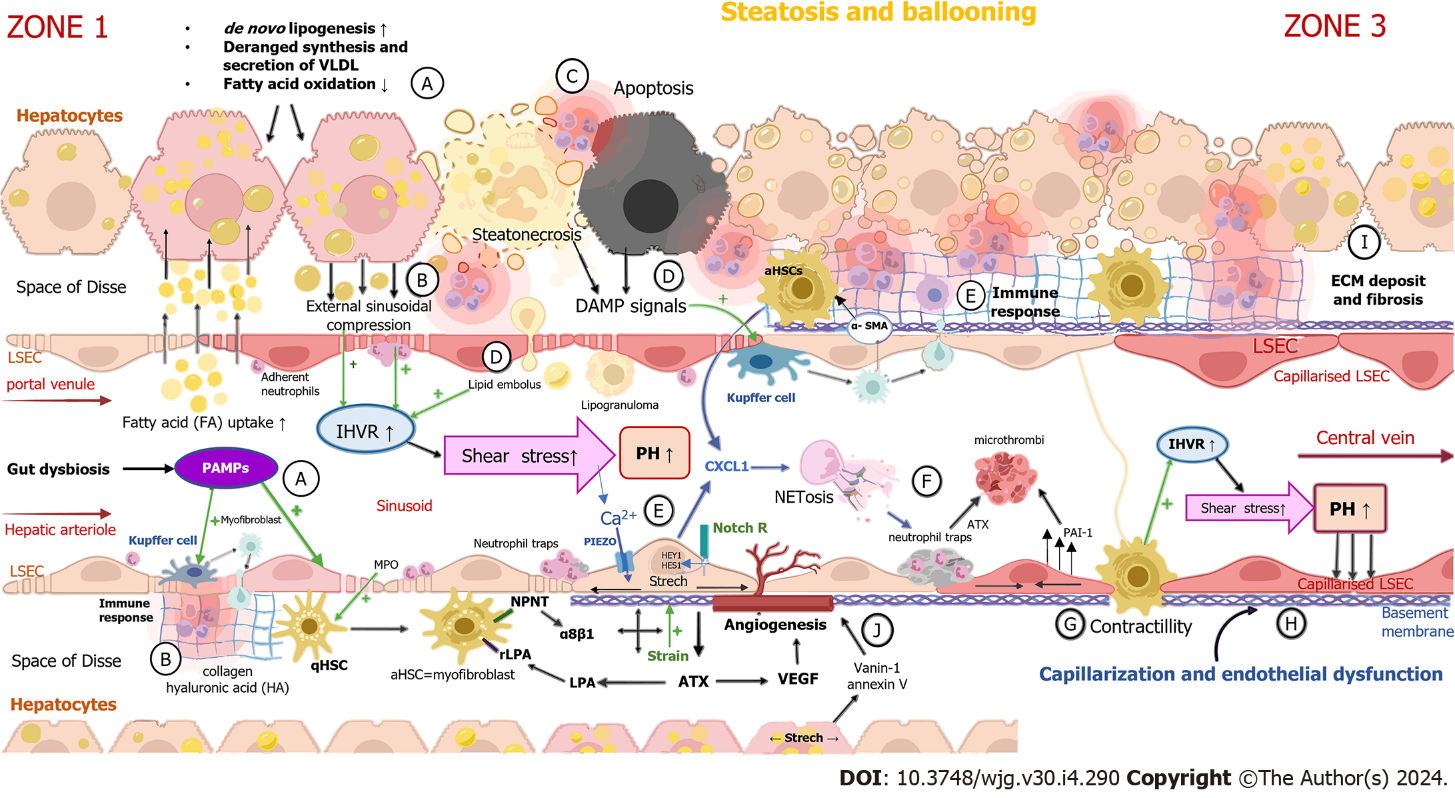 Steatosis and ballooning
ZONE 1
ZONE 3
• de novo lipogenesis ↑
• Deranged synthesis and
secretion of VLDL
• Fatty acid oxidation ↓
A
C
Apoptosis
Hepatocytes
Steatonecrosis
I
B
D
aHSCs
Space of Disse
External sinusoidal
compression
DAMP signals
+
E
Immune
response
ECM deposit
and fibrosis
α- SMA
LSEC
D
LSEC
portal venule
Adherent
neutrophils
+
+
+
Lipid embolus
Kupffer cell
Capillarised LSEC
Lipogranuloma
Fatty acid (FA) uptake ↑
IHVR ↑
Shear stress↑
PH ↑
microthrombi
IHVR ↑
Central vein
Gut dysbiosis
PAMPs
A
CXCL1
NETosis
F
+
Sinusoid
Shear stress↑
PH ↑
Hepatic arteriole
+
Myofibroblast
+
Ca2+
E
Notch R
ATX
neutrophil traps
PAI-1
Kupffer cell
Neutrophil traps
PIEZO
HEY1
HES1
LSEC
MPO
Strech
Capillarised LSEC
+
Immune
response
NPNT
α8β1
+
Strain
Angiogenesis
J
G
Contractillity
H
Basement
membrane
B
Space of Disse
collagen
hyaluronic acid (HA)
qHSC
rLPA
aHSC=myofibroblast
LPA
ATX
VEGF
Vanin-1
annexin V
Capillarization and endothelial dysfunction
Hepatocytes
← Strech →
DOI: 10.3748/wjg.v30.i4.290 Copyright ©The Author(s) 2024.